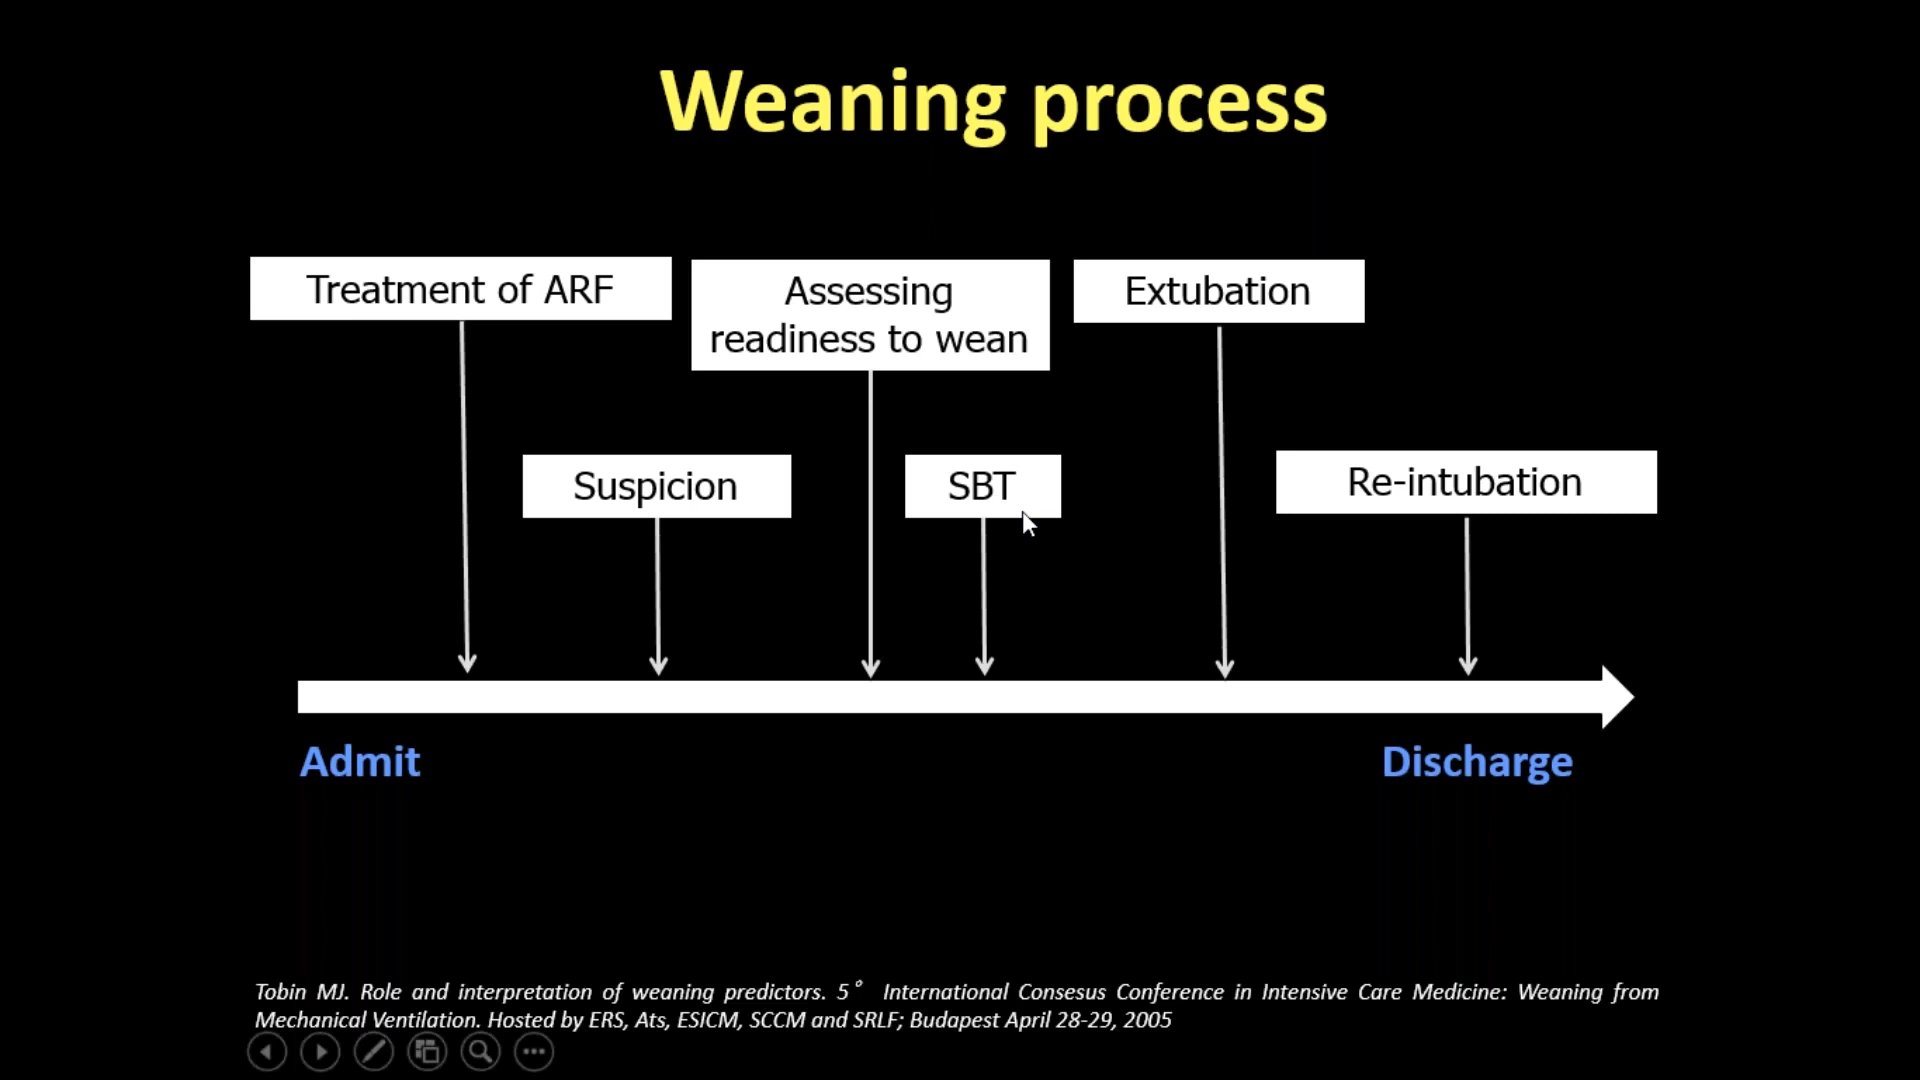 Weaning process
Treatment of ARF
Assessing
readiness to wean
Extubation
Suspicion
SBT
Re-intubation
Admit
Discharge
Tobin MJ. Role and interpretation of weaning predictors. 5° International Consesus Conference in Intensive Care Medicine: Weaning from
Mechanical Ventilation. Hosted by ERS, Ats, ESICM, SCCM and SRLF; Budapest April 28-29, 2005